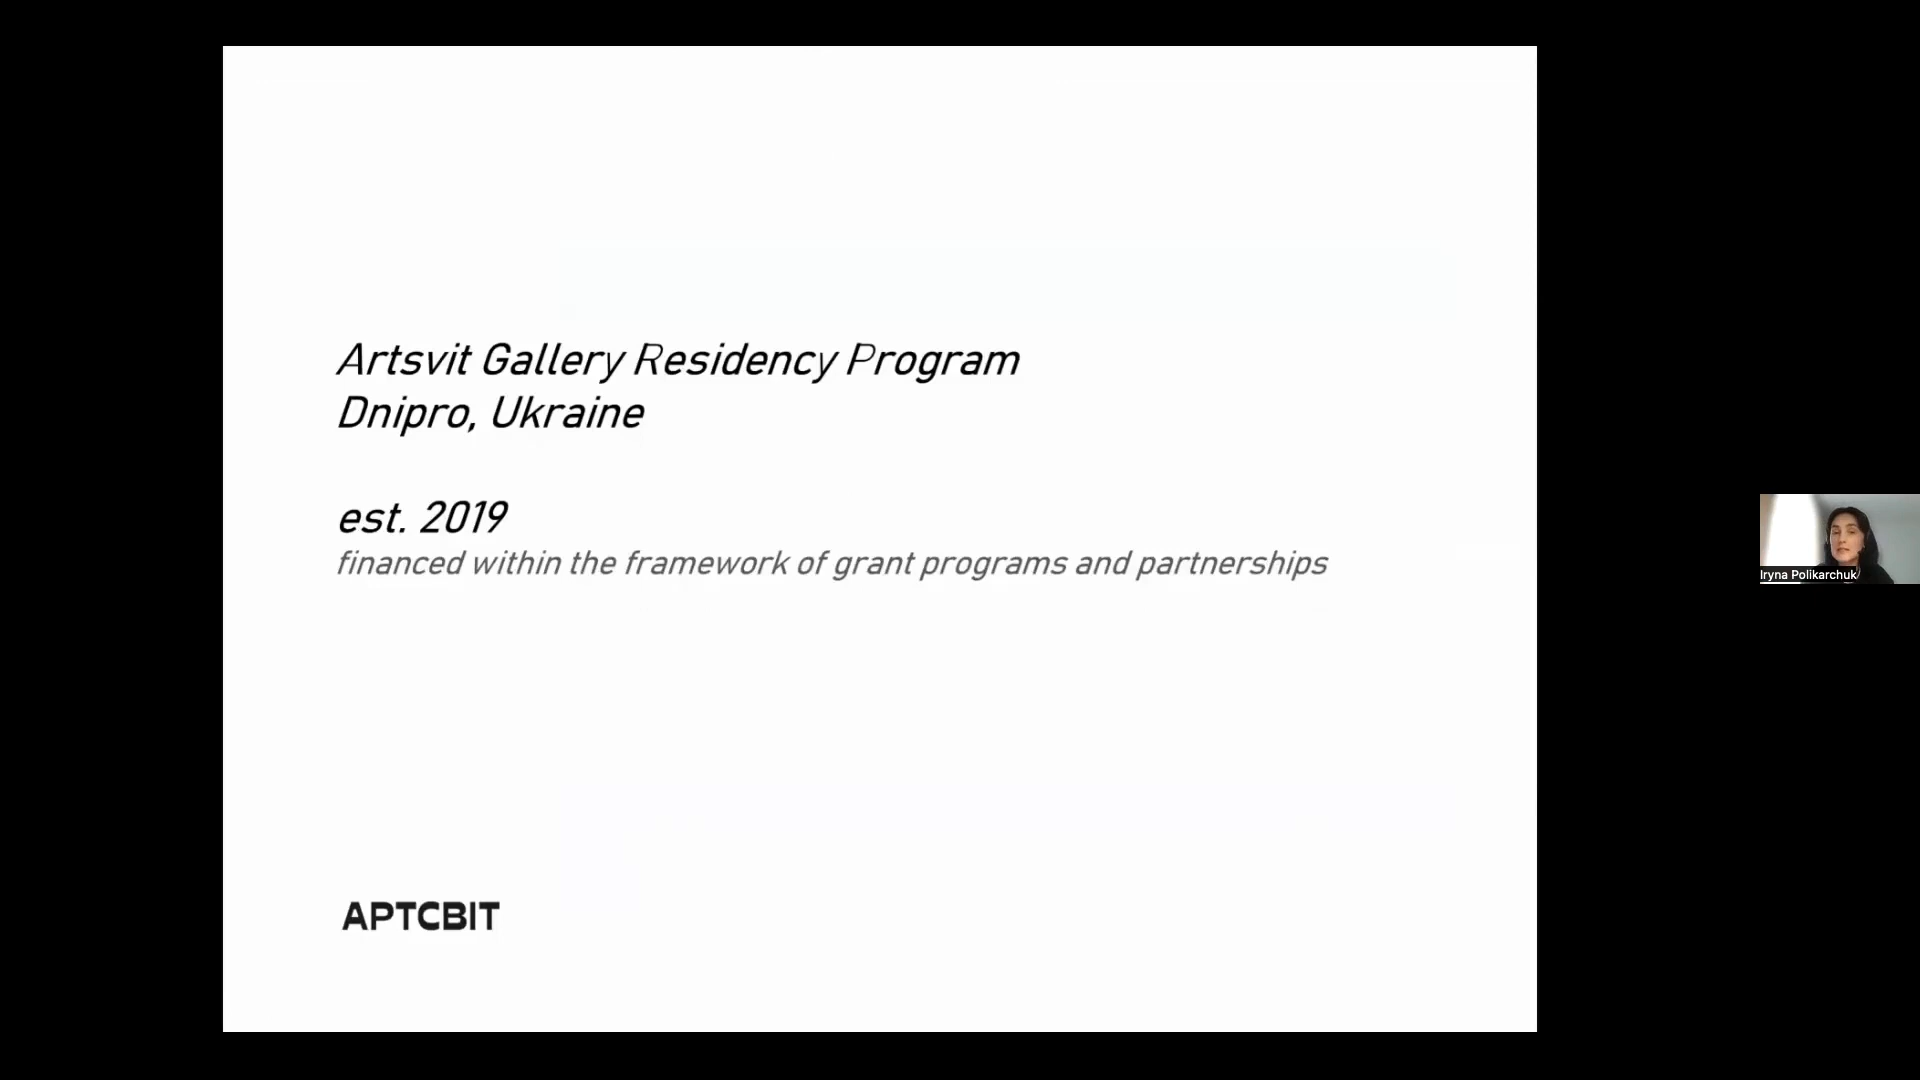 Artsvit Gallery Residency Program
Dnipro, Ukraine
est. 2019
financed within the framework of grant programs and partnerships
АРТСВІТ
Iryna Polikarchuk